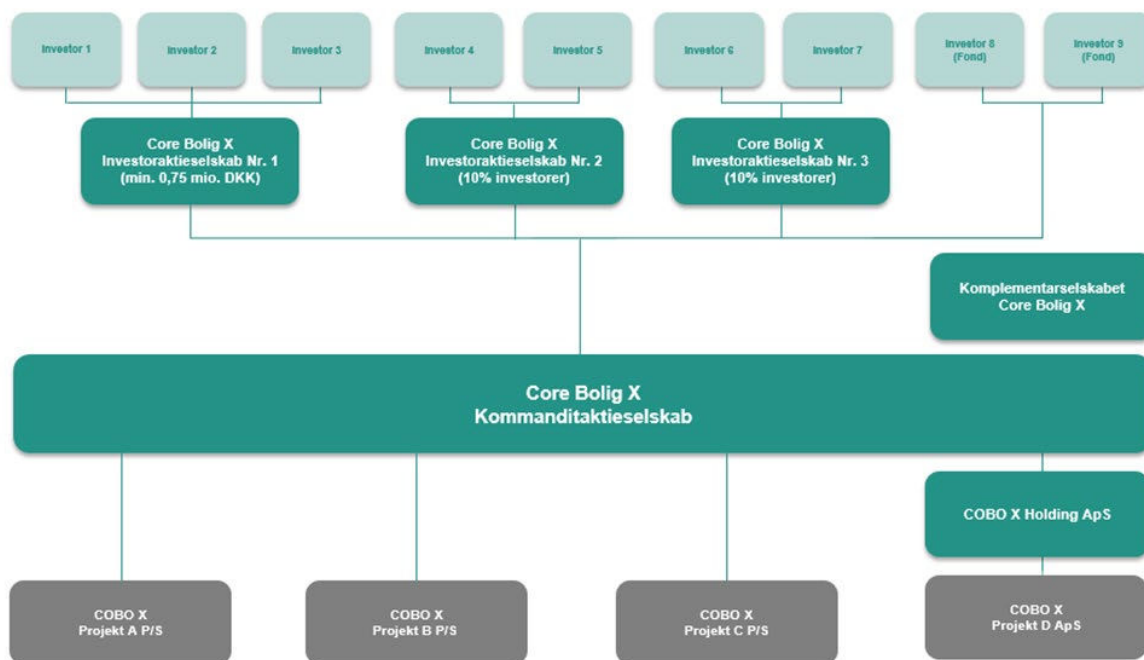 Investor 1
Investor 2
Investor 3
Investor 4
Investor 5
Investor 6
Investor 7
Investor 8
(Fond)
Investor 9
(Fond)
Core Bolig X
Investoraktieselskab Nr. 1
(min. 0,75 mio. DKK)
Core Bolig X
Investoraktieselskab Nr. 2
(10% investorer)
Core Bolig X
Investoraktieselskab Nr. 3
(10% investorer)
Komplementarselskabet
Core Bolig X
Core Bolig X
Kommanditaktieselskab
COBO X Holding ApS
COBO X
Projekt A P/S
COBO X
Projekt B P/S
COBO X
Projekt C P/S
COBO X
Projekt D ApS